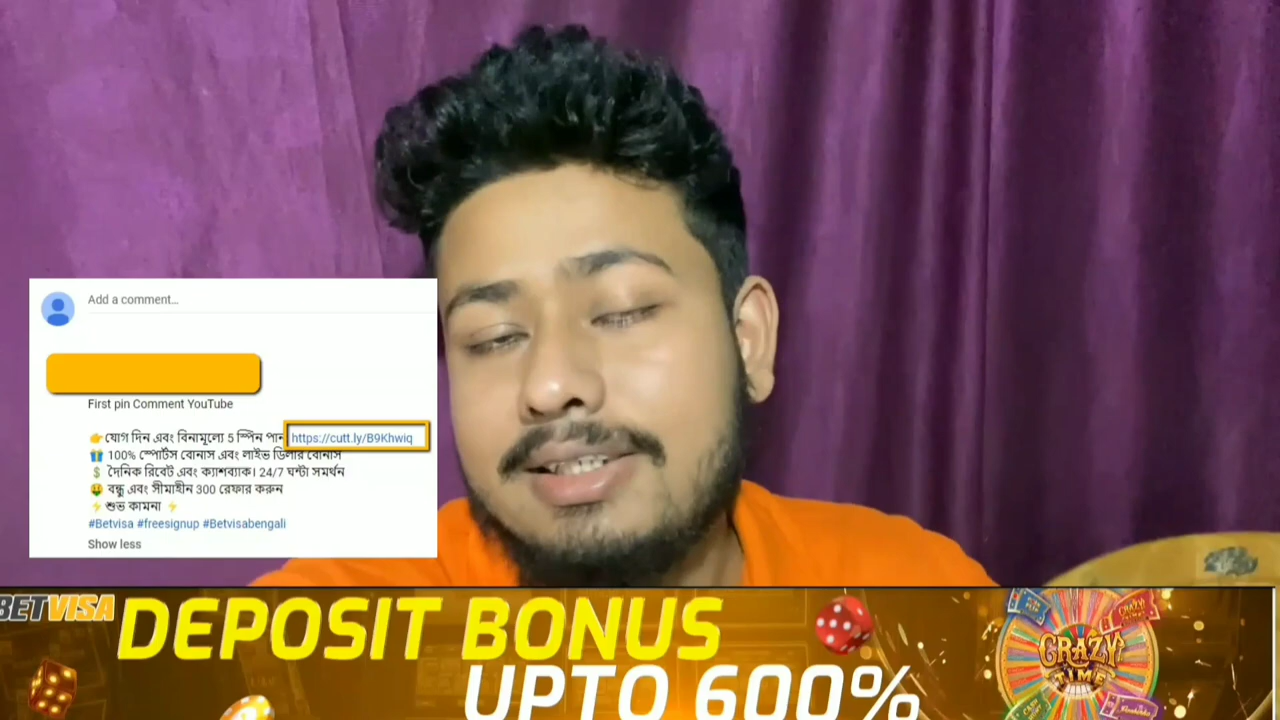 Add a comment...
First pin Comment YouTube
👉যোগ দিন এবং বিনামূল্যে 5 স্পিন পান https://cutt.ly/B9Khwiq
🎁 100% স্পোর্টস বোনাস এবং লাইভ ডিলার বোনাস
💲 দৈনিক রিবেট এবং ক্যাশব্যাক। 24/7 ঘন্টা সমর্থন
🤑 বন্ধু এবং সীমাহীন 300 রেফার করুন
⚡ শুভ কামনা ⚡
#Betvisa #freesignup #Betvisabengali
Show less
BETVISA
DEPOSIT BONUS
UPTO 600%
CRAZY
TIME